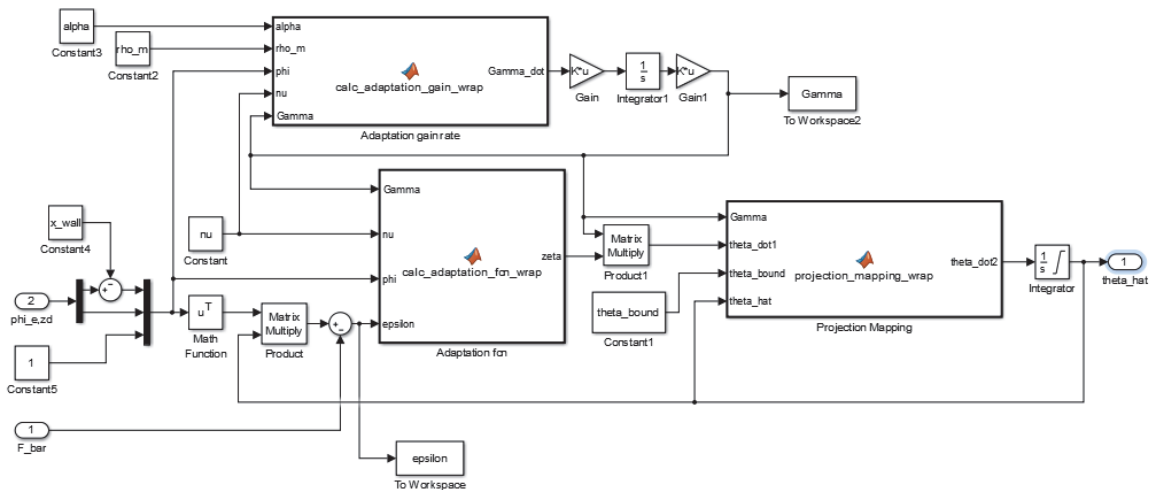 alpha
Constant3
rho_m
Constant2
alpha
rho_m
phi
nu
Gamma
calc_adaptation_gain_wrap
Gamma_dot
Adaptation gain rate
K*u
Gain
1
s
Integrator1
K*u
Gain1
Gamma
To Workspace2
x_wall
Constant4
nu
Constant
Gamma
nu
phi
epsilon
calc_adaptation_fcn_wrap
zeta
Adaptation fcn
Matrix
Multiply
Product1
theta_bound
Constant1
Gamma
theta_dot1
theta_bound
theta_hat
projection_mapping_wrap
theta_dot2
Projection Mapping
1
s
Integrator
1
theta_hat
2
phi_e,zd
1
Constant5
u T
Math
Function
Matrix
Multiply
Product
1
F_bar
epsilon
To Workspace